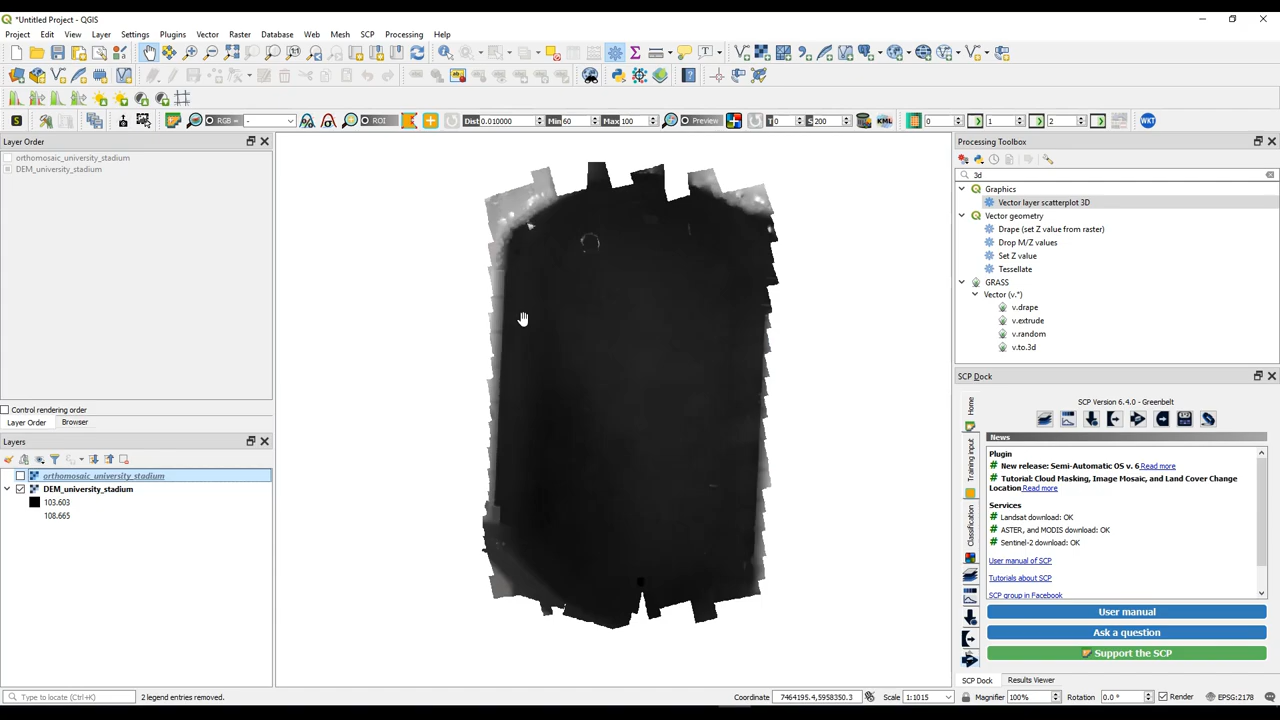 *Untitled Project - QGIS
Project Edit View Layer Settings Plugins Vector Raster Database Web Mesh SCP Processing Help
RGB = - ROI Dist 0.010000 Min 60 Max 100 Preview T 0 S 200 KML 0 1 2 WKT
Layer Order
orthomosaic_university_stadium
DEM_university_stadium
Control rendering order
Layer Order Browser
Layers
orthomosaic_university_stadium
DEM_university_stadium
103.603
108.665
Processing Toolbox
3d
Graphics
Vector layer scatterplot 3D
Vector geometry
Drape (set Z value from raster)
Drop M/Z values
Set Z value
Tessellate
GRASS
Vector (v.*)
v.drape
v.extrude
v.random
v.to.3d
SCP Dock
Home
Training input
Classification
SCP Version 6.4.0 - Greenbelt
News
Plugin
# New release: Semi-Automatic OS v. 6 Read more
# Tutorial: Cloud Masking, Image Mosaic, and Land Cover Change
Location Read more
Services
# Landsat download: OK
# ASTER, and MODIS download: OK
# Sentinel-2 download: OK
User manual of SCP
Tutorials about SCP
SCP group in Facebook
User manual
Ask a question
Support the SCP
SCP Dock Results Viewer
Type to locate (Ctrl+K) 2 legend entries removed. Coordinate 7464195.4,5958350.3 Scale 1:1015 Magnifier 100% Rotation 0.0 ° Render EPSG:2178